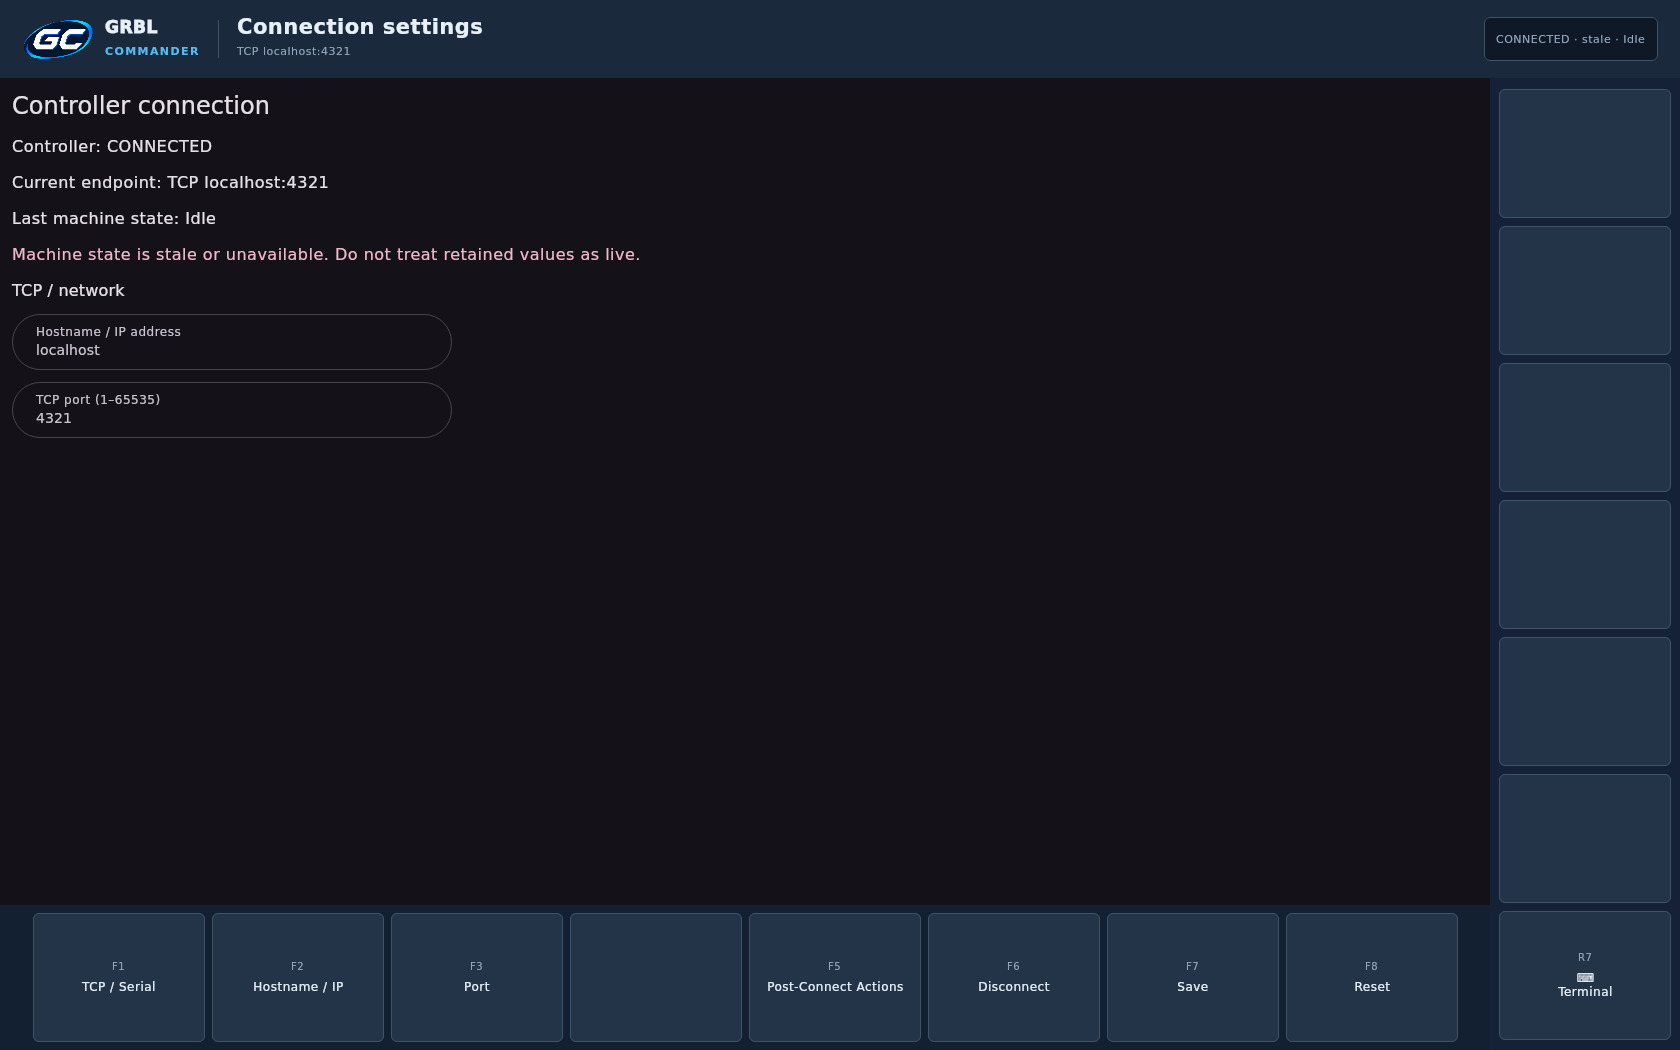 GC
GRBL
COMMANDER
Connection settings
TCP localhost:4321
CONNECTED · stale · Idle
Controller connection
Controller: CONNECTED
Current endpoint: TCP localhost:4321
Last machine state: Idle
Machine state is stale or unavailable. Do not treat retained values as live.
TCP / network
Hostname / IP address
localhost
TCP port (1–65535)
4321
F1
TCP / Serial
F2
Hostname / IP
F3
Port
F5
Post-Connect Actions
F6
Disconnect
F7
Save
F8
Reset
R7
Terminal